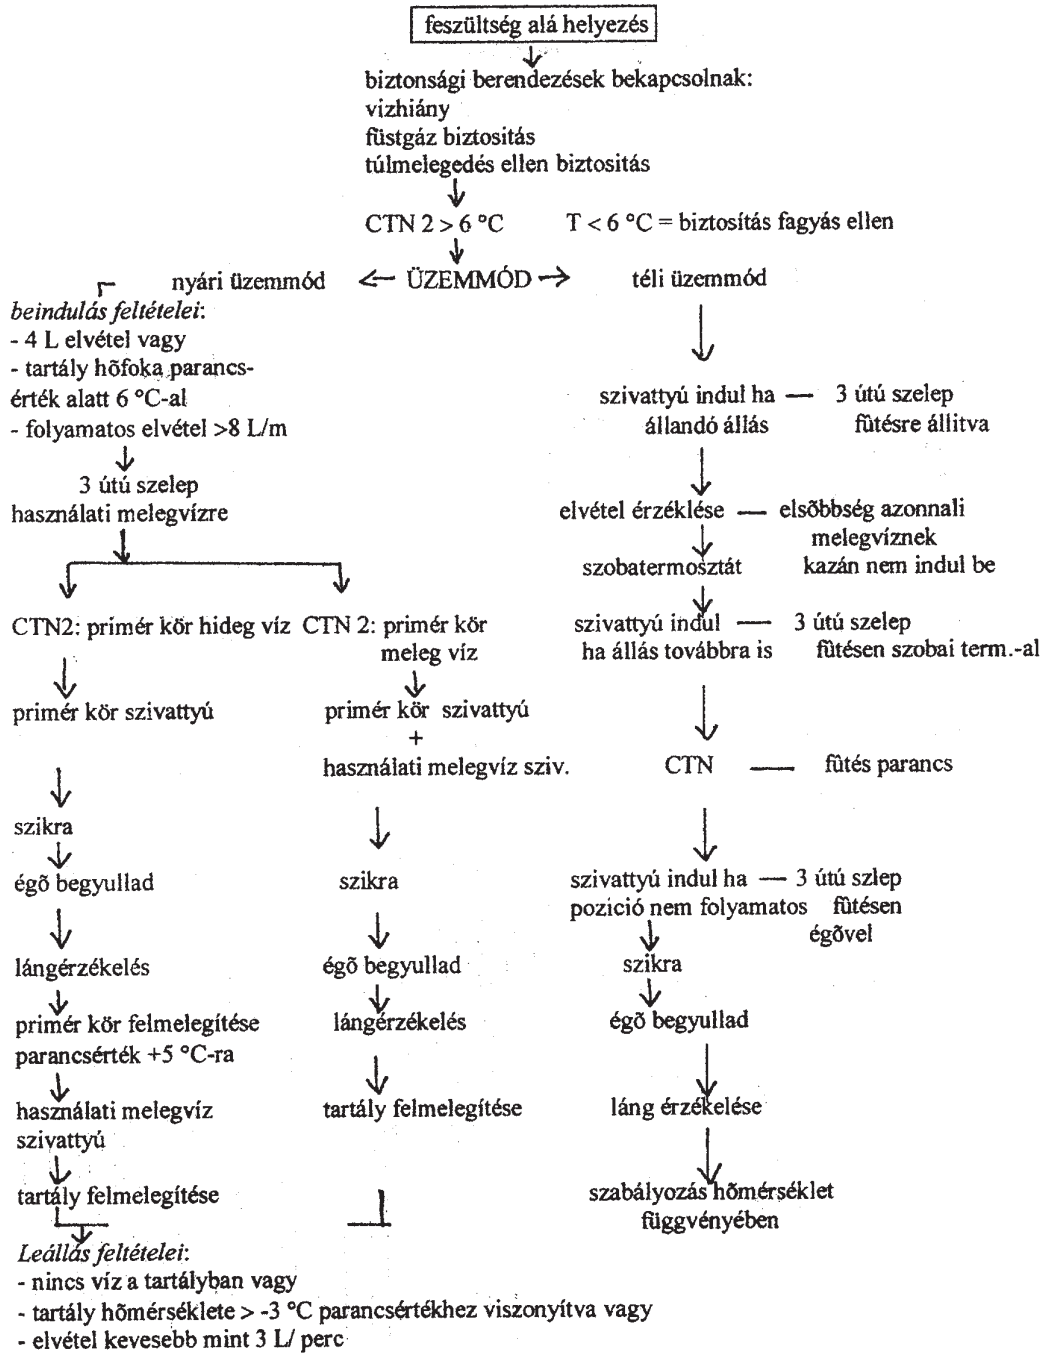 feszültség alá helyezés
biztonsági berendezések bekapcsolnak:
vizhiány
füstgáz biztositás
túlmelegedés ellen biztositás
CTN 2 > 6 °C
T < 6 °C = biztosítás fagyás ellen
nyári üzemmód
ÜZEMMÓD
téli üzemmód
beindulás feltételei:
- 4 L elvétel vagy
- tartály hõfoka parancs-
érték alatt 6 °C-al
- folyamatos elvétel >8 L/m
3 útú szelep
használati melegvízre
CTN2: primér kör hideg víz
primér kör szivattyú
szikra
égõ begyullad
lángérzékelés
primér kör felmelegítése
parancsérték +5 °C-ra
használati melegvíz
szivattyú
tartály felmelegítése
CTN 2: primér kör
meleg víz
primér kör szivattyú
+
használati melegvíz sziv.
szikra
égõ begyullad
lángérzékelés
tartály felmelegítése
Leállás feltételei:
- nincs víz a tartályban vagy
- tartály hõmérséklete > -3 °C parancsértékhez viszonyítva vagy
- elvétel kevesebb mint 3 L/ perc
szivattyú indul ha — 3 útú szelep
állandó állás fûtésre állitva
elvétel érzéklése — elsõbbség azonnali
melegvíznek
szobatermosztát kazán nem indul be
szivattyú indul — 3 útú szelep
ha állás továbbra is fûtésen szobai term.-al
CTN — fûtés parancs
szivattyú indul ha — 3 útú szlep
pozíció nem folyamatos fûtésen
égõvel
szikra
égõ begyullad
láng érzékelése
szabályozás hõmérséklet
függvényében